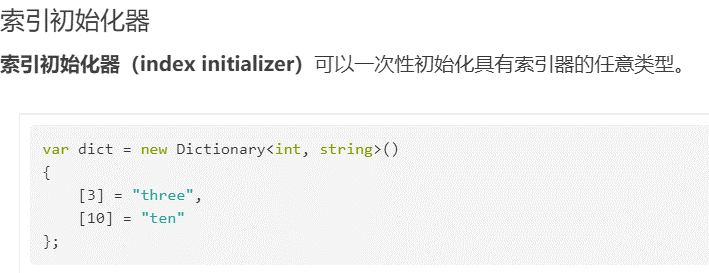 索引初始化器
索引初始化器（index initializer）可以一次性初始化具有索引器的任意类型。
var dict = new Dictionary<int, string>()
{
    [3] = "three",
    [10] = "ten"
};